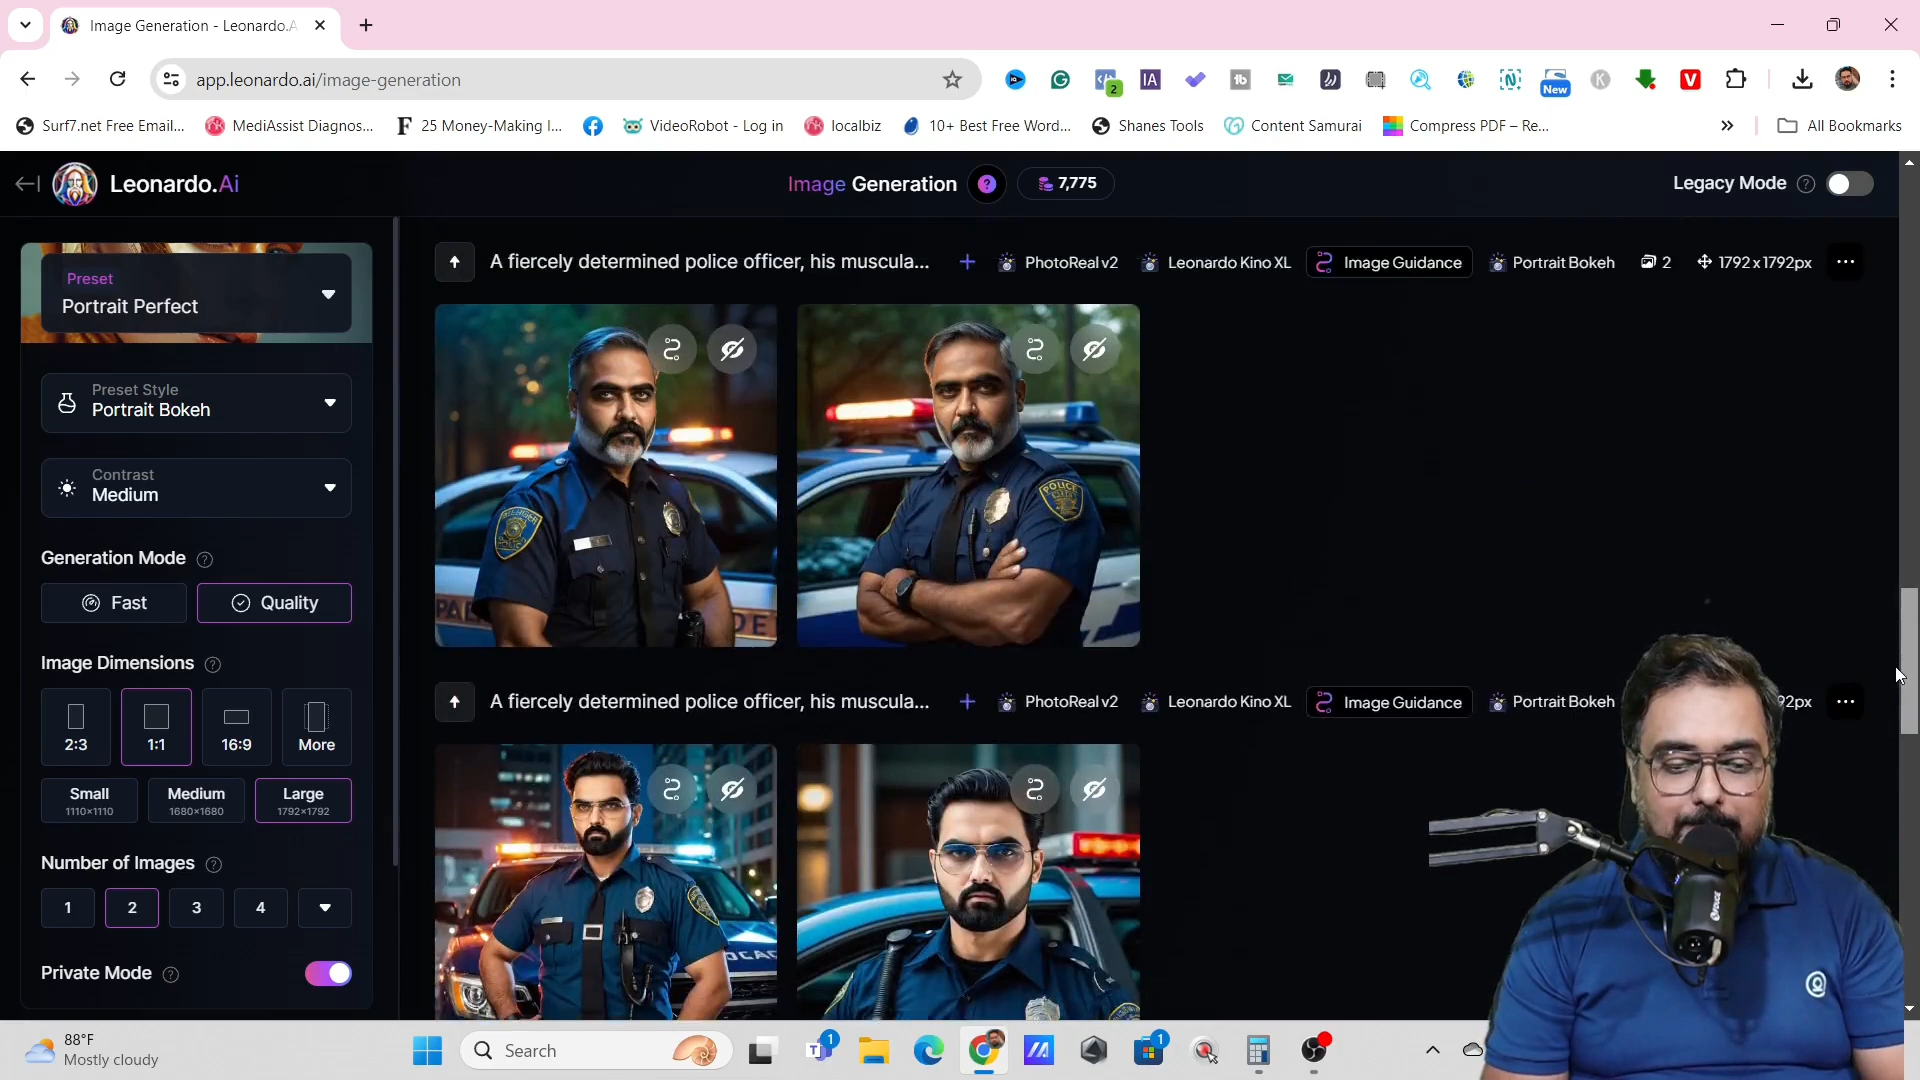 Image Generation - Leonardo.A
app.leonardo.ai/image-generation
2
New
Surf7.net Free Email...
MediAssist Diagnos...
25 Money-Making I...
VideoRobot - Log in
localbiz
10+ Best Free Word...
Shanes Tools
Content Samurai
Compress PDF – Re...
All Bookmarks
Leonardo.Ai
Image Generation
7,775
Legacy Mode
Preset
Portrait Perfect
Preset Style
Portrait Bokeh
Contrast
Medium
Generation Mode
Fast
Quality
Image Dimensions
2:3
1:1
16:9
More
Small
1110×1110
Medium
1680×1680
Large
1792×1792
Number of Images
1
2
3
4
Private Mode
A fiercely determined police officer, his muscula...
PhotoReal v2
Leonardo Kino XL
Image Guidance
Portrait Bokeh
2
1792 x 1792px
POLICE
A fiercely determined police officer, his muscula...
PhotoReal v2
Leonardo Kino XL
Image Guidance
Portrait Bokeh
92px
88°F
Mostly cloudy
Search
1
1